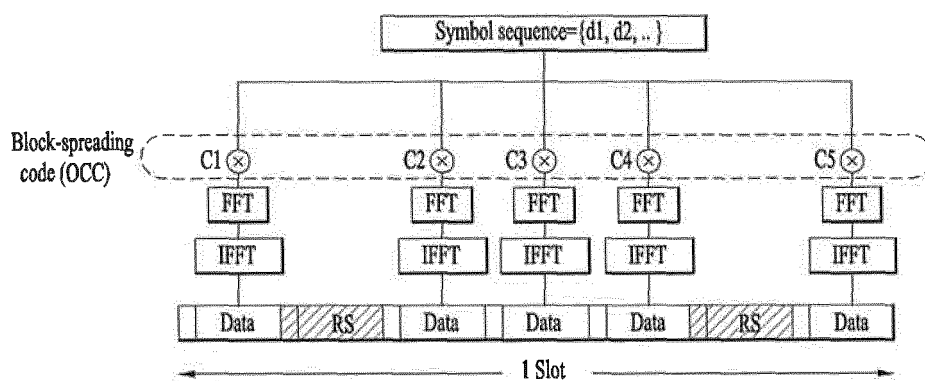 Symbol sequence={d1, d2, .. }
Block-spreading
code (OCC)
C1 C2 C3 C4 C5
FFT FFT FFT FFT FFT
IFFT IFFT IFFT IFFT IFFT
Data RS Data Data Data RS Data
1 Slot